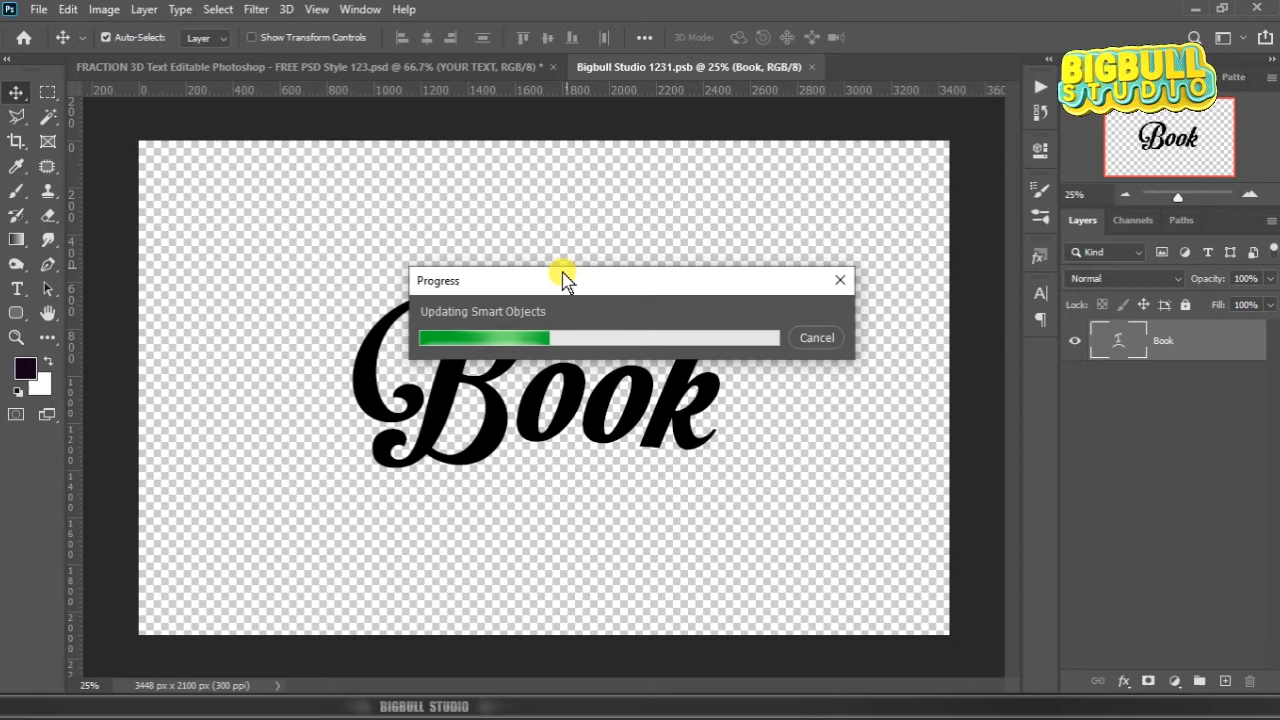 Ps File Edit Image Layer Type Select Filter 3D View Window Help
Auto-Select: Layer Show Transform Controls 3D Mode:
FRACTION 3D Text Editable Photoshop - FREE PSD Style 123.psd @ 66.7% (YOUR TEXT, RGB/8) * × Bigbull Studio 1231.psb @ 25% (Book, RGB/8) ×
BIGBULL
STUDIO
Patte
200 0 200 400 600 800 1000 1200 1400 1600 1800 2000 2200 2400 2600 2800 3000 3200 3400 360
Book
25%
Layers Channels Paths
Kind
Normal Opacity: 100%
Lock: Fill: 100%
Book
Progress
Updating Smart Objects
Cancel
Book
25% 3448 px x 2100 px (300 ppi)
BIGBULL STUDIO